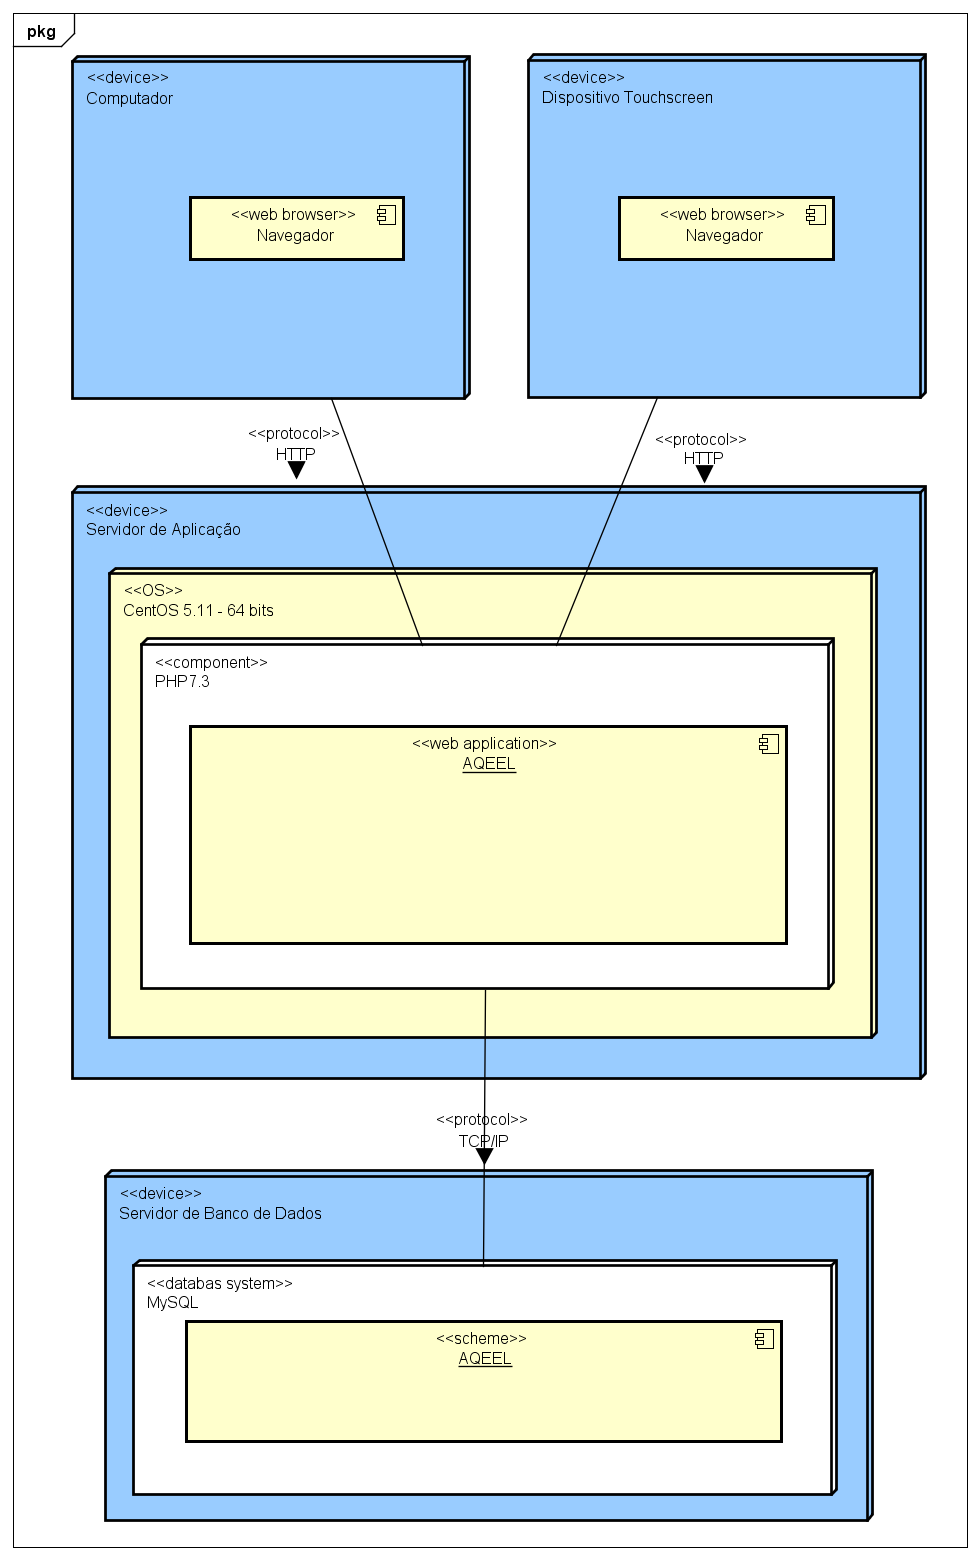 pkg
<<device>>
Computador
<<web browser>>
Navegador
<<device>>
Dispositivo Touchscreen
<<web browser>>
Navegador
<<protocol>>
HTTP
<<protocol>>
HTTP
<<device>>
Servidor de Aplicação
<<OS>>
CentOS 5.11 - 64 bits
<<component>>
PHP7.3
<<web application>>
AQEEL
<<protocol>>
TCP/IP
<<device>>
Servidor de Banco de Dados
<<databas system>>
MySQL
<<scheme>>
AQEEL